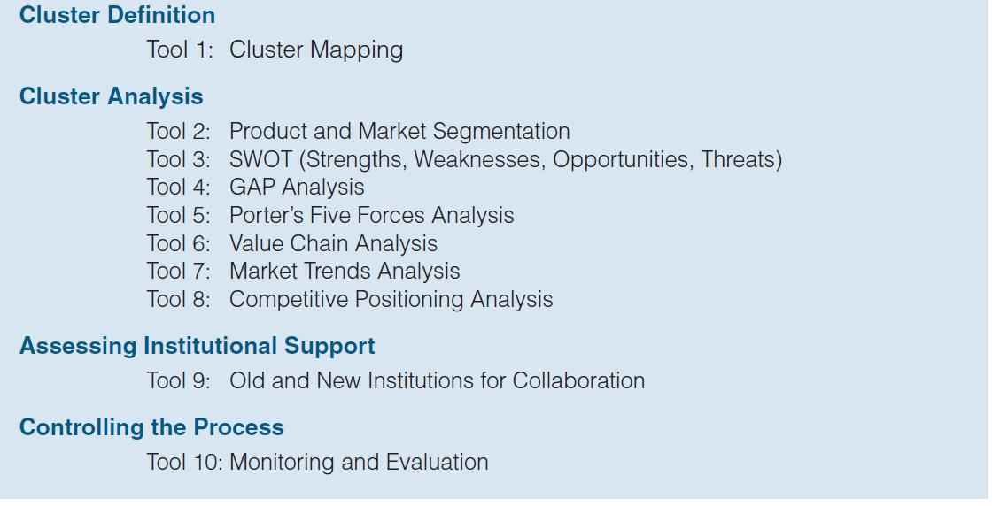 Cluster Definition
Tool 1: Cluster Mapping
Cluster Analysis
Tool 2: Product and Market Segmentation
Tool 3: SWOT (Strengths, Weaknesses, Opportunities, Threats)
Tool 4: GAP Analysis
Tool 5: Porter’s Five Forces Analysis
Tool 6: Value Chain Analysis
Tool 7: Market Trends Analysis
Tool 8: Competitive Positioning Analysis
Assessing Institutional Support
Tool 9: Old and New Institutions for Collaboration
Controlling the Process
Tool 10: Monitoring and Evaluation